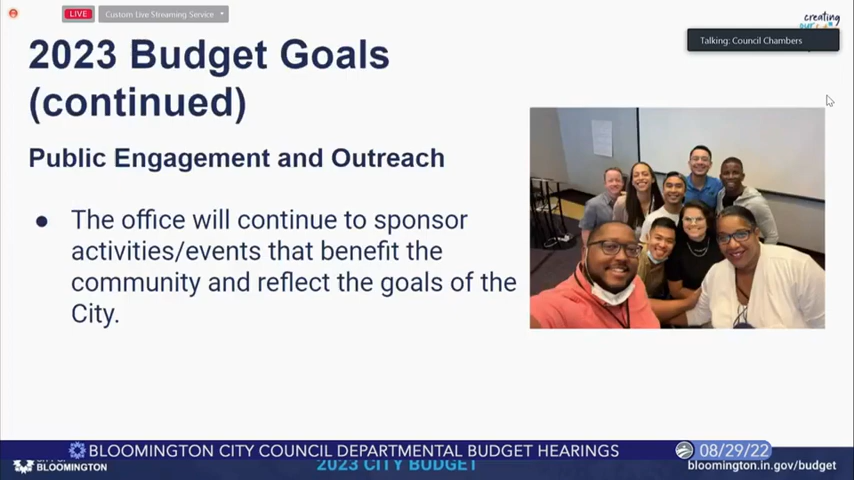 LIVE
Custom Live Streaming Service
creating
Talking: Council Chambers
2023 Budget Goals
(continued)
Public Engagement and Outreach
● The office will continue to sponsor
activities/events that benefit the
community and reflect the goals of the
City.
BLOOMINGTON CITY COUNCIL DEPARTMENTAL BUDGET HEARINGS
08/29/22
BLOOMINGTON
2023 CITY BUDGET
bloomington.in.gov/budget